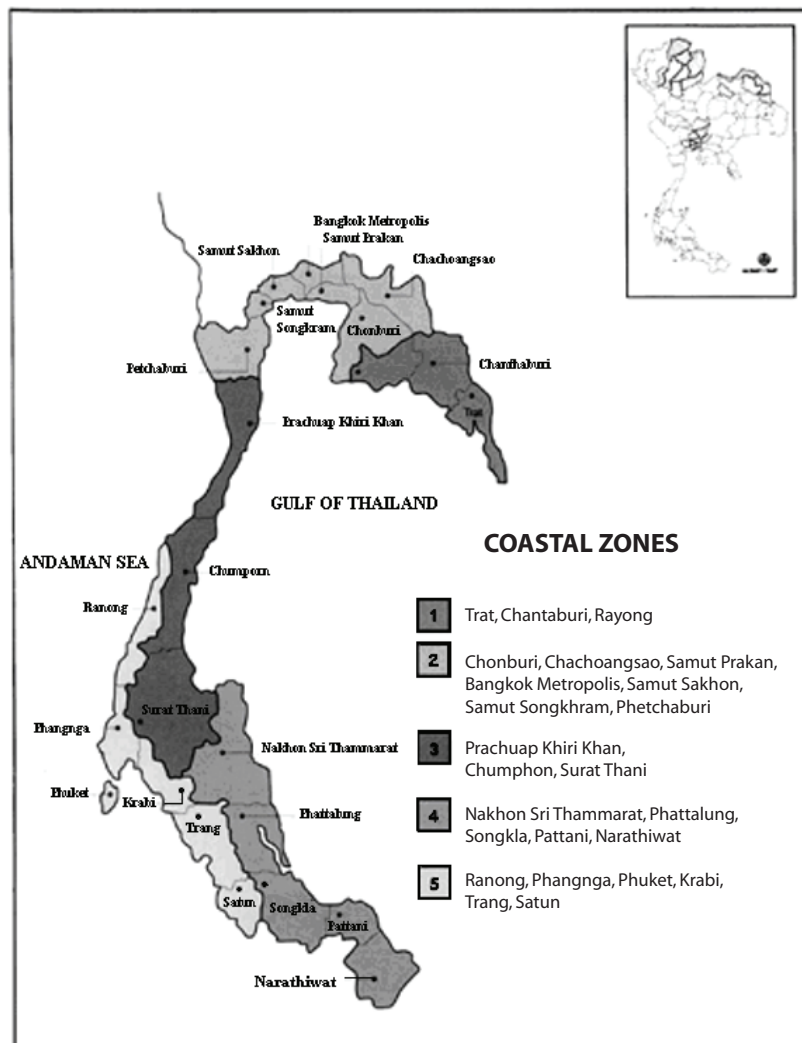 Bangkok Metropolis
Samut Prakan
Samut Sakhon
Chachoangsao
Samut
Songkram
Chonburi
Petchaburi
Chanthaburi
Trat
Prachuap Khiri Khan
GULF OF THAILAND
ANDAMAN SEA
Chumporn
Ranong
Surat Thani
Phangnga
Nakhon Sri Thammarat
Phuket
Krabi
Phattalung
Trang
Satun
Songkla
Pattani
Narathiwat
COASTAL ZONES
1 Trat, Chantaburi, Rayong
2 Chonburi, Chachoangsao, Samut Prakan,
Bangkok Metropolis, Samut Sakhon,
Samut Songkhram, Phetchaburi
3 Prachuap Khiri Khan,
Chumphon, Surat Thani
4 Nakhon Sri Thammarat, Phattalung,
Songkla, Pattani, Narathiwat
5 Ranong, Phangnga, Phuket, Krabi,
Trang, Satun